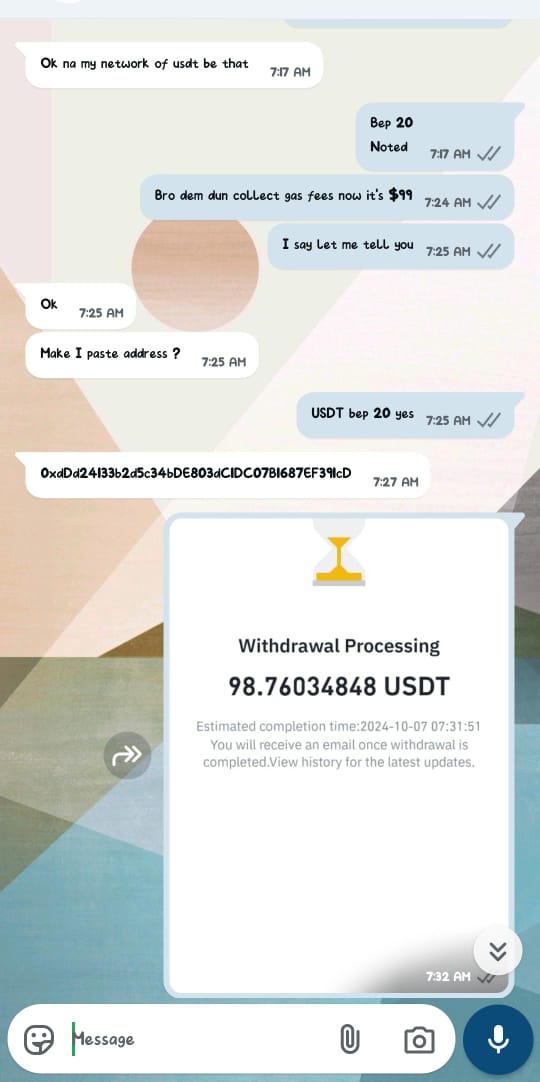 Ok na my network of usdt be that
7:17 AM
Bep 20
Noted
7:17 AM
Bro dem dun collect gas fees now it's $99
7:24 AM
I say let me tell you
7:25 AM
Ok
7:25 AM
Make I paste address ?
7:25 AM
USDT bep 20 yes
7:25 AM
0xdDd24133b2d5c34bDE803dC1DC07B1687EF391cD
7:27 AM
Withdrawal Processing
98.76034848 USDT
Estimated completion time:2024-10-07 07:31:51
You will receive an email once withdrawal is
completed.View history for the latest updates.
7:32 AM
Message